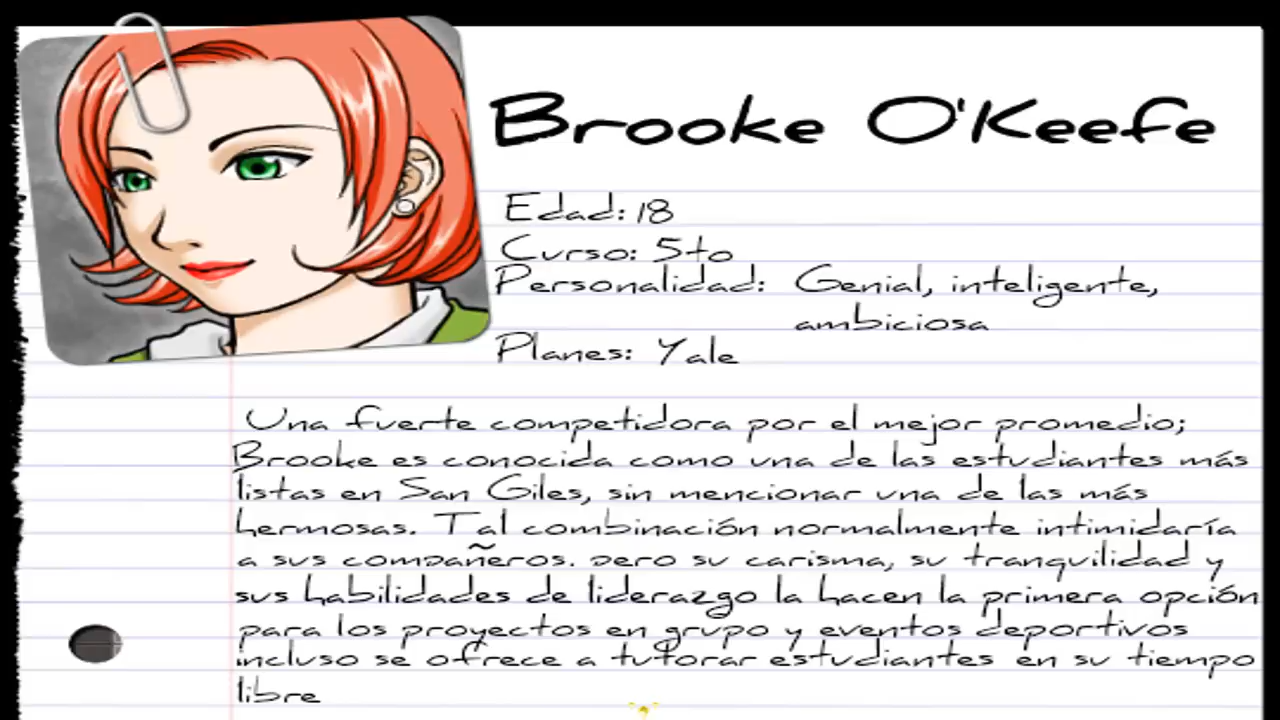 Brooke O'Keefe
Edad: 18
Curso: 5to
Personalidad: Genial, inteligente,
ambiciosa
Planes: Yale
Una fuerte competidora por el mejor promedio;
Brooke es conocida como una de las estudiantes más
listas en San Giles, sin mencionar una de las más
hermosas. Tal combinación normalmente intimidaría
a sus compañeros. pero su carisma, su tranquilidad y
sus habilidades de liderazgo la hacen la primera opción
para los proyectos en grupo y eventos deportivos
incluso se ofrece a tutorar estudiantes en su tiempo
libre